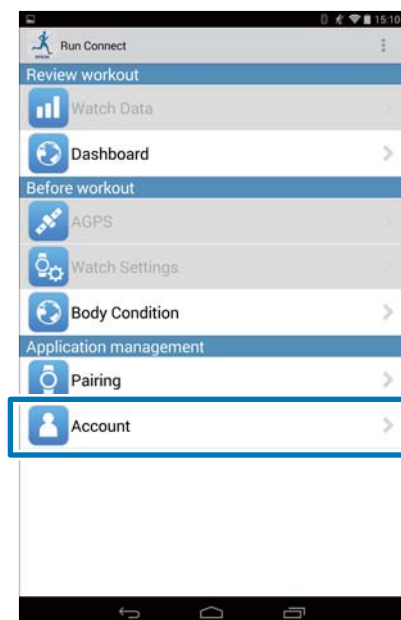 15:10
EPSON
Run Connect
Review workout
Watch Data
Dashboard
Before workout
AGPS
Watch Settings
Body Condition
Application management
Pairing
Account